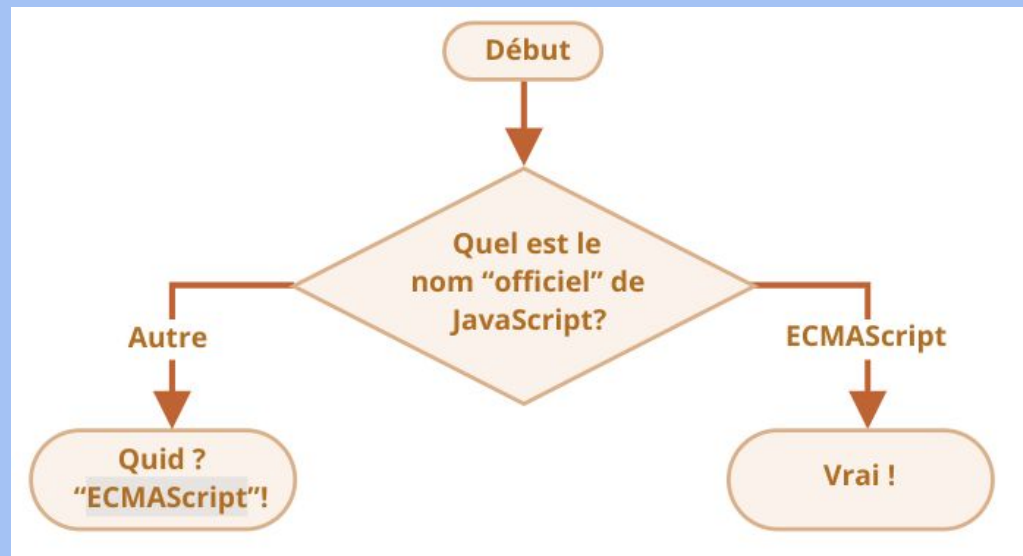 Début
Quel est le
nom “officiel” de
JavaScript?
Autre
ECMAScript
Quid ?
“ECMAScript”!
Vrai !